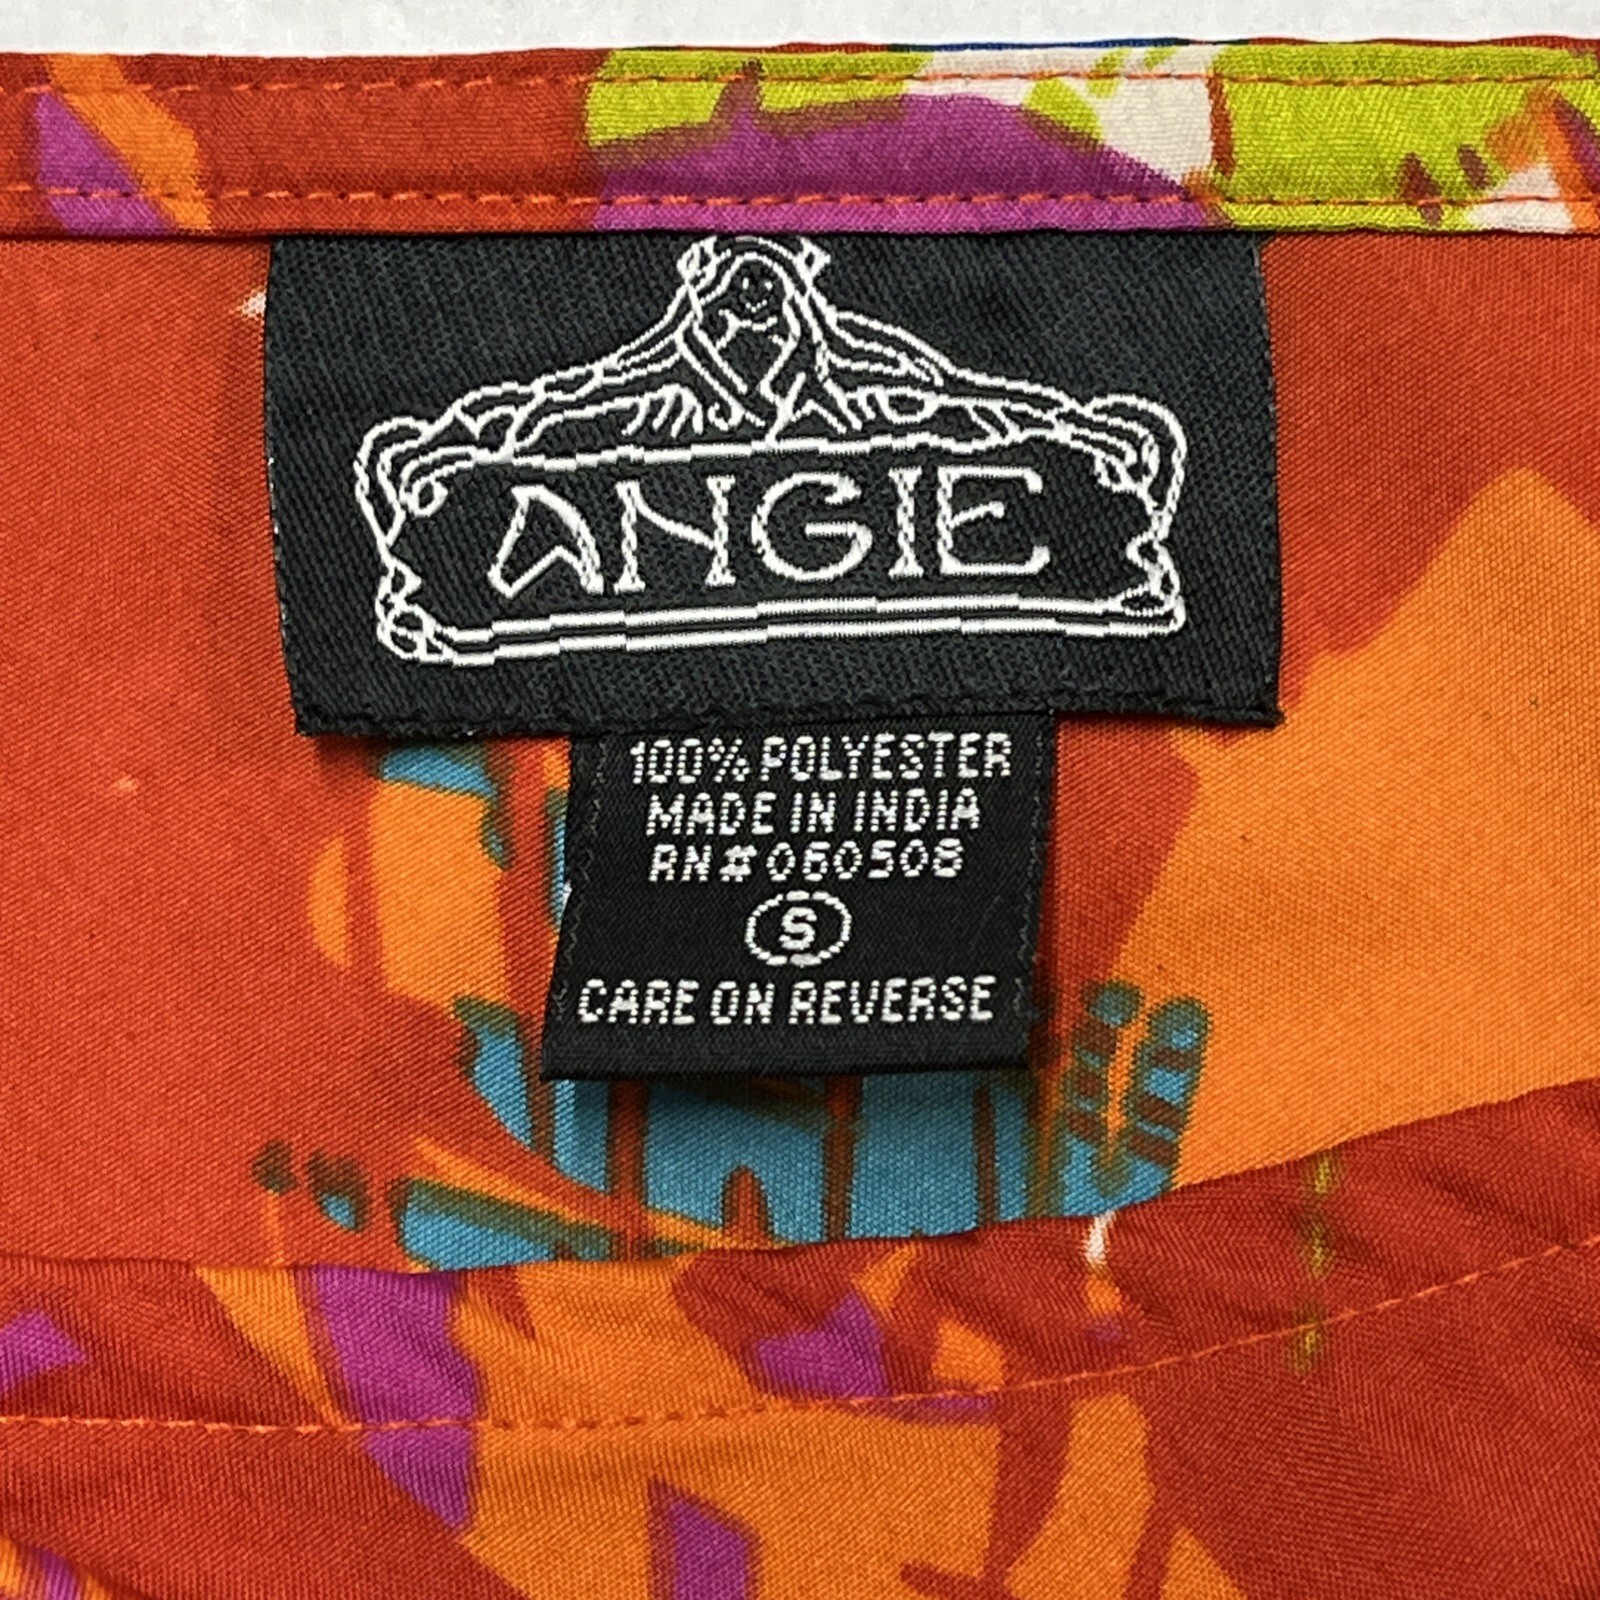 ANGIE
100% POLYESTER
MADE IN INDIA
RN# 060508
S
CARE ON REVERSE